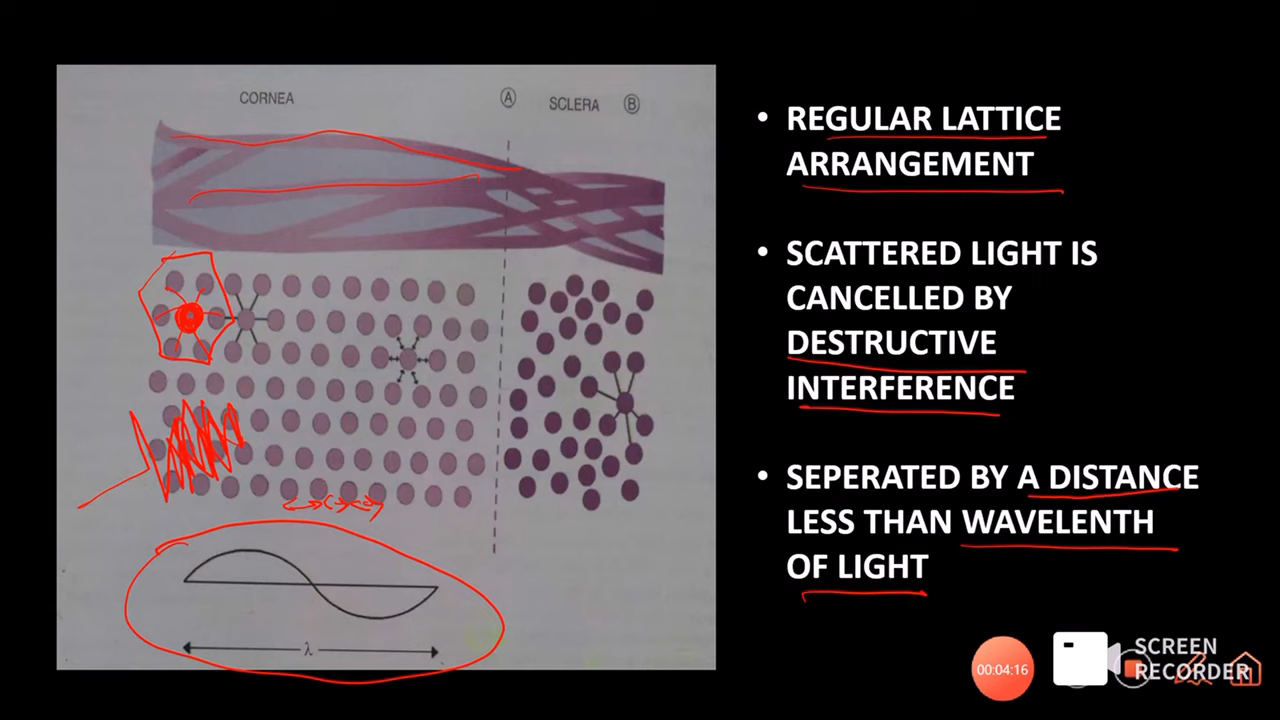 CORNEA
Ⓐ
SCLERA
Ⓑ
λ
• REGULAR LATTICE
ARRANGEMENT
• SCATTERED LIGHT IS
CANCELLED BY
DESTRUCTIVE
INTERFERENCE
• SEPERATED BY A DISTANCE
LESS THAN WAVELENTH
OF LIGHT
00:04:16
SCREEN
RECORDER